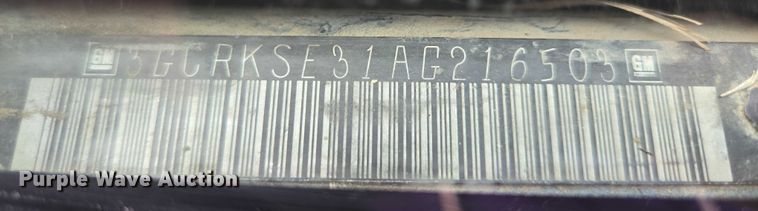 GM 3GCRKSE31AG216503 GM
Purple Wave Auction